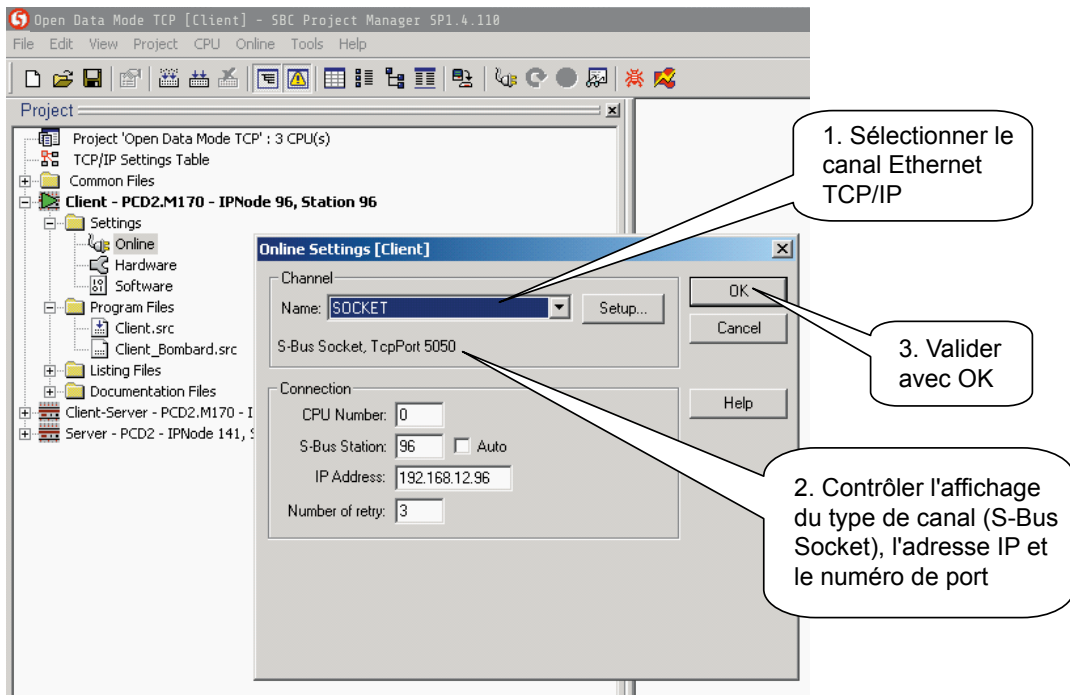 Open Data Mode TCP [Client] - SBC Project Manager SP1.4.110
File Edit View Project CPU Online Tools Help
Project
Project 'Open Data Mode TCP' : 3 CPU(s)
TCP/IP Settings Table
Common Files
Client - PCD2.M170 - IPNode 96, Station 96
Settings
Online
Hardware
Software
Program Files
Client.src
Client_Bombard.src
Listing Files
Documentation Files
Client-Server - PCD2.M170 - I
Server - PCD2 - IPNode 141, S
Online Settings [Client]
Channel
Name: SOCKET
Setup...
S-Bus Socket, TcpPort 5050
Connection
CPU Number: 0
S-Bus Station: 96 Auto
IP Address: 192.168.12.96
Number of retry: 3
OK
Cancel
Help
1. Sélectionner le
canal Ethernet
TCP/IP
3. Valider
avec OK
2. Contrôler l'affichage
du type de canal (S-Bus
Socket), l'adresse IP et
le numéro de port